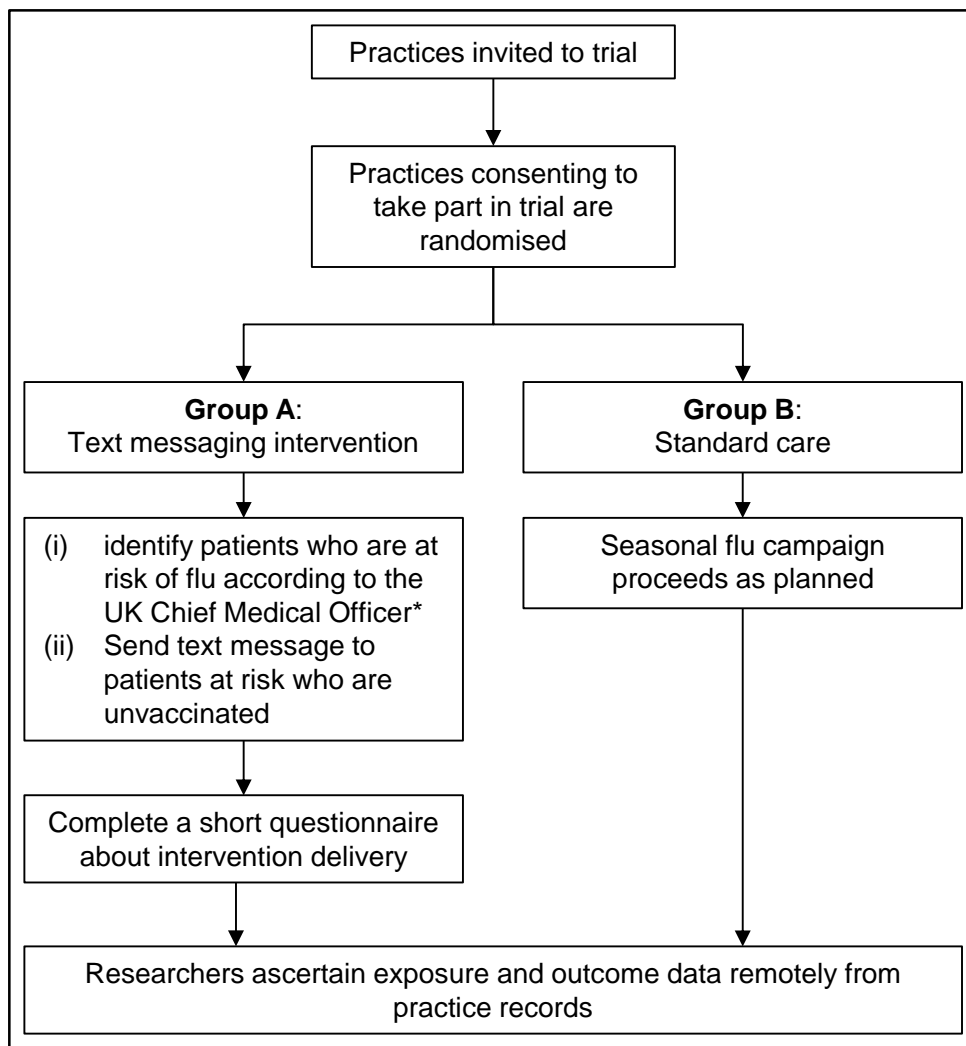 Practices invited to trial
Practices consenting to
take part in trial are
randomised
Group A:
Text messaging intervention
Group B:
Standard care
(i) identify patients who are at
risk of flu according to the
UK Chief Medical Officer*
(ii) Send text message to
patients at risk who are
unvaccinated
Seasonal flu campaign
proceeds as planned
Complete a short questionnaire
about intervention delivery
Researchers ascertain exposure and outcome data remotely from
practice records